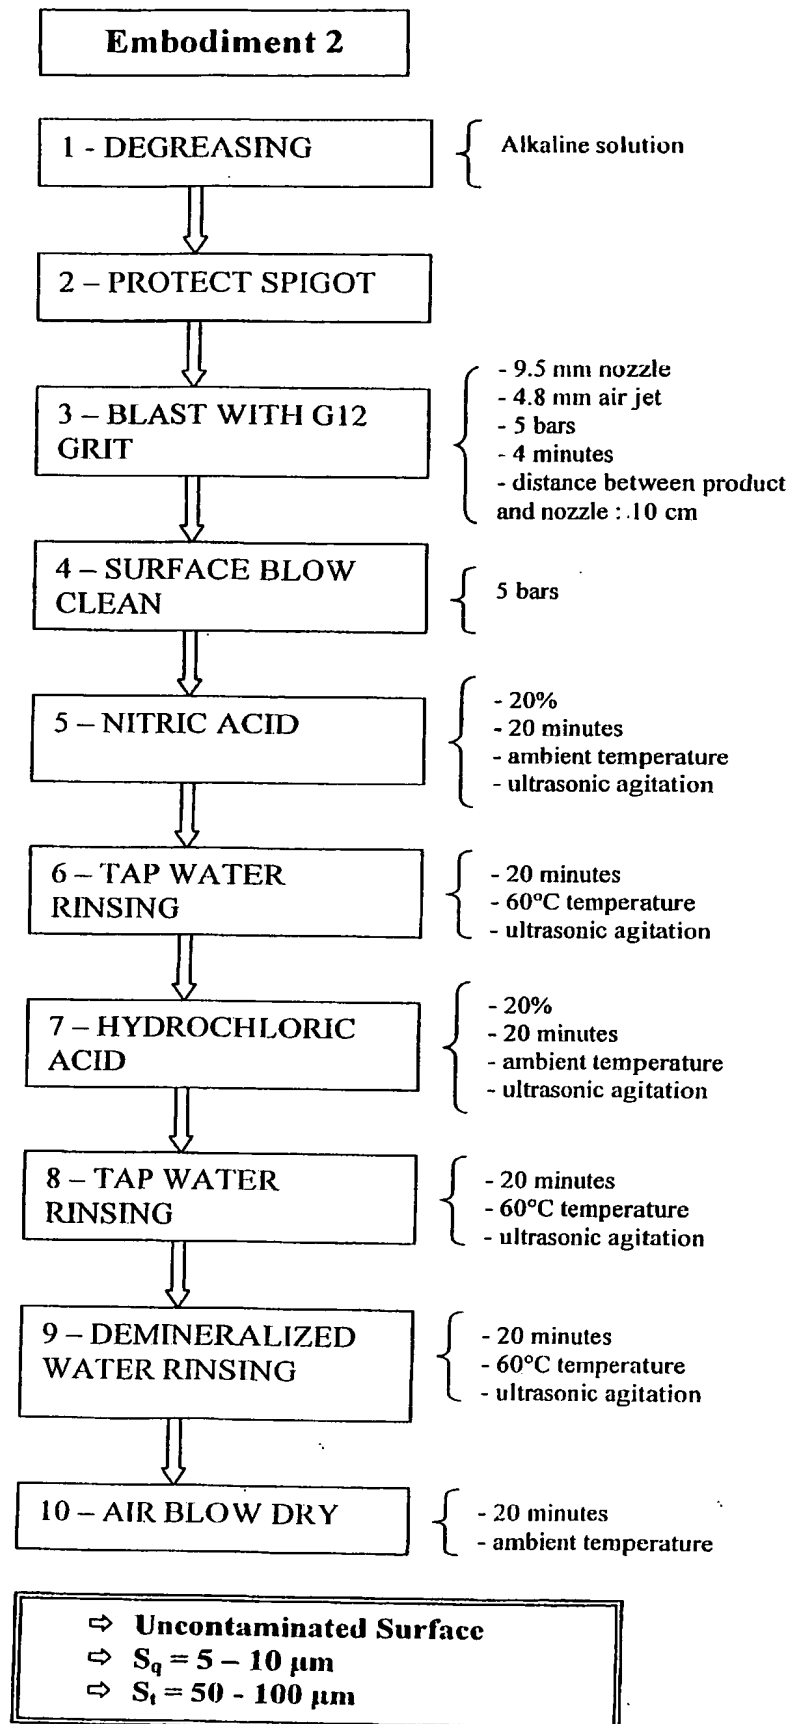 Embodiment 2
1 - DEGREASING
Alkaline solution
2 – PROTECT SPIGOT
3 – BLAST WITH G12
GRIT
- 9.5 mm nozzle
- 4.8 mm air jet
- 5 bars
- 4 minutes
- distance between product
and nozzle : 10 cm
4 – SURFACE BLOW
CLEAN
5 bars
5 – NITRIC ACID
- 20%
- 20 minutes
- ambient temperature
- ultrasonic agitation
6 – TAP WATER
RINSING
- 20 minutes
- 60°C temperature
- ultrasonic agitation
7 – HYDROCHLORIC
ACID
- 20%
- 20 minutes
- ambient temperature
- ultrasonic agitation
8 – TAP WATER
RINSING
- 20 minutes
- 60°C temperature
- ultrasonic agitation
9 – DEMINERALIZED
WATER RINSING
- 20 minutes
- 60°C temperature
- ultrasonic agitation
10 – AIR BLOW DRY
- 20 minutes
- ambient temperature
⇨ Uncontaminated Surface
⇨ Sq = 5 – 10 µm
⇨ St = 50 - 100 µm